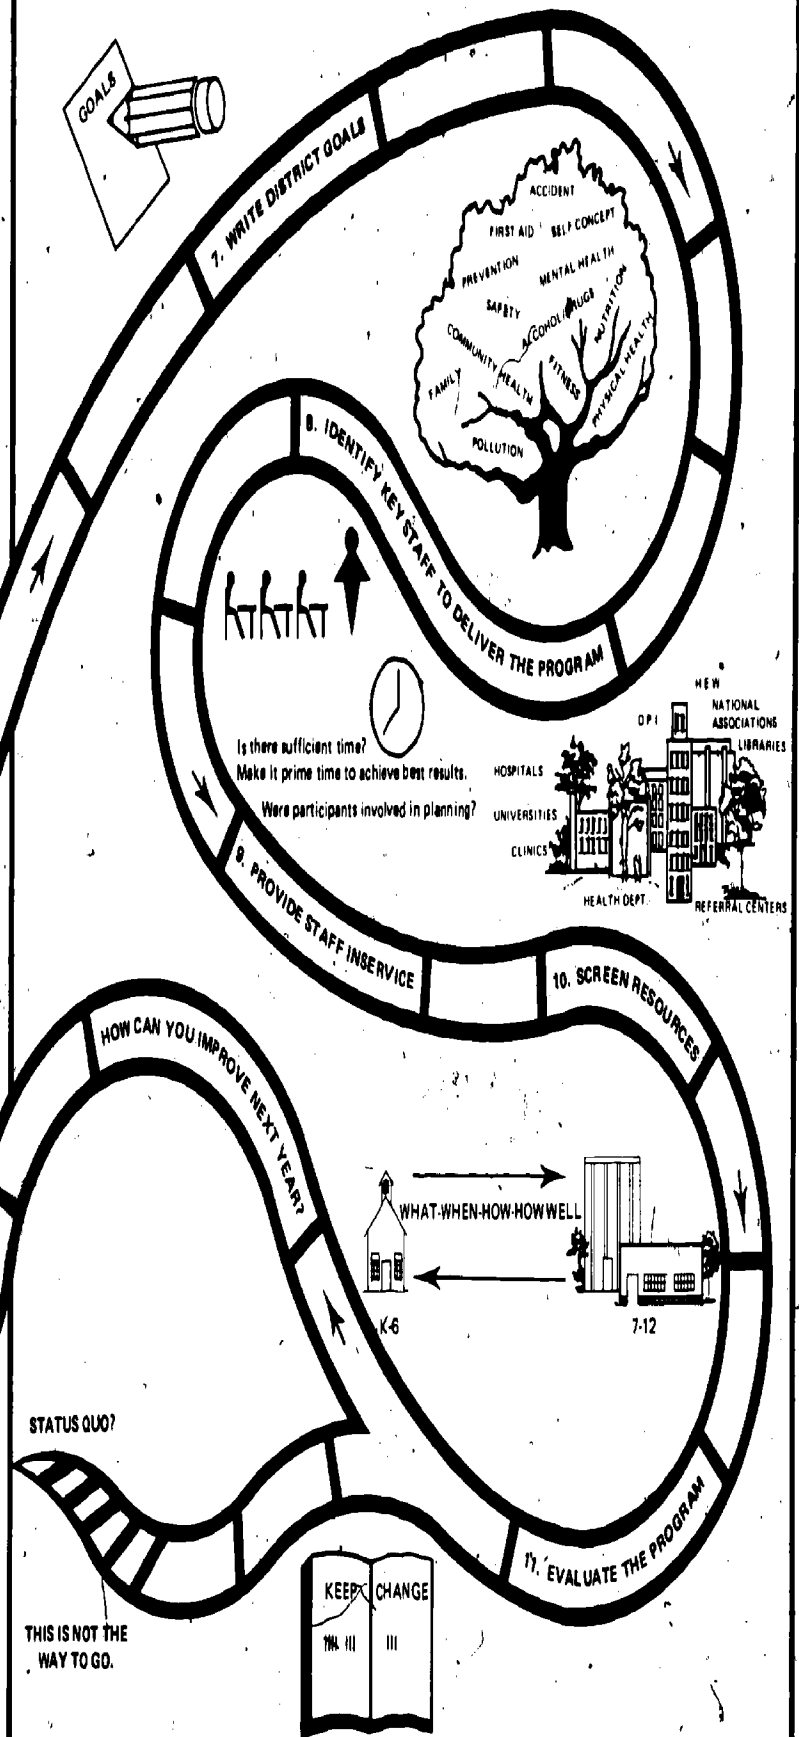 GOALS
7. WRITE DISTRICT GOALS
ACCIDENT
FIRST AID
SELF CONCEPT
PREVENTION
MENTAL HEALTH
SAFETY
ALCOHOL DRUGS
NUTRITION
COMMUNITY HEALTH
FITNESS
FAMILY
PHYSICAL HEALTH
POLLUTION
8. IDENTIFY KEY STAFF TO DELIVER THE PROGRAM
Is there sufficient time?
Make it prime time to achieve best results.
Were participants involved in planning?
HEW
DPI
NATIONAL
ASSOCIATIONS
LIBRARIES
HOSPITALS
UNIVERSITIES
CLINICS
HEALTH DEPT.
REFERRAL CENTERS
9. PROVIDE STAFF INSERVICE
10. SCREEN RESOURCES
HOW CAN YOU IMPROVE NEXT YEAR?
WHAT-WHEN-HOW-HOW WELL
K-6
7-12
STATUS QUO?
11. EVALUATE THE PROGRAM
KEEP
CHANGE
THIS IS NOT THE
WAY TO GO.